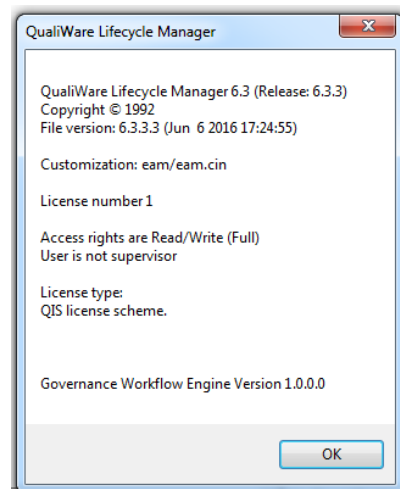 QualiWare Lifecycle Manager
QualiWare Lifecycle Manager 6.3 (Release: 6.3.3)
Copyright © 1992
File version: 6.3.3.3 (Jun  6 2016 17:24:55)
Customization: eam/eam.cin
License number 1
Access rights are Read/Write (Full)
User is not supervisor
License type:
QIS license scheme.
Governance Workflow Engine Version 1.0.0.0
OK